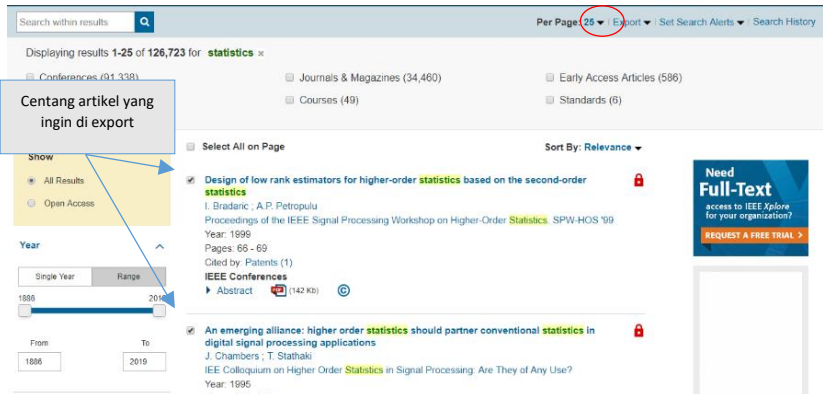 Search within results
Per Page: 25 | Export | Set Search Alerts | Search History
Displaying results 1-25 of 126,723 for statistics ×
Conferences (91,338)
Journals & Magazines (34,460)
Early Access Articles (586)
Courses (49)
Standards (6)
Centang artikel yang
ingin di export
Show
All Results
Open Access
Year
Single Year
Range
1886
2019
From
To
1886
2019
Select All on Page
Sort By: Relevance
Design of low rank estimators for higher-order statistics based on the second-order
statistics
I. Bradaric ; A.P. Petropulu
Proceedings of the IEEE Signal Processing Workshop on Higher-Order Statistics. SPW-HOS '99
Year: 1999
Pages: 66 - 69
Cited by: Patents (1)
IEEE Conferences
Abstract
PDF (142 Kb)
©
An emerging alliance: higher order statistics should partner conventional statistics in
digital signal processing applications
J. Chambers ; T. Stathaki
IEE Colloquium on Higher Order Statistics in Signal Processing: Are They of Any Use?
Year: 1995
Need
Full-Text
access to IEEE Xplore
for your organization?
REQUEST A FREE TRIAL >